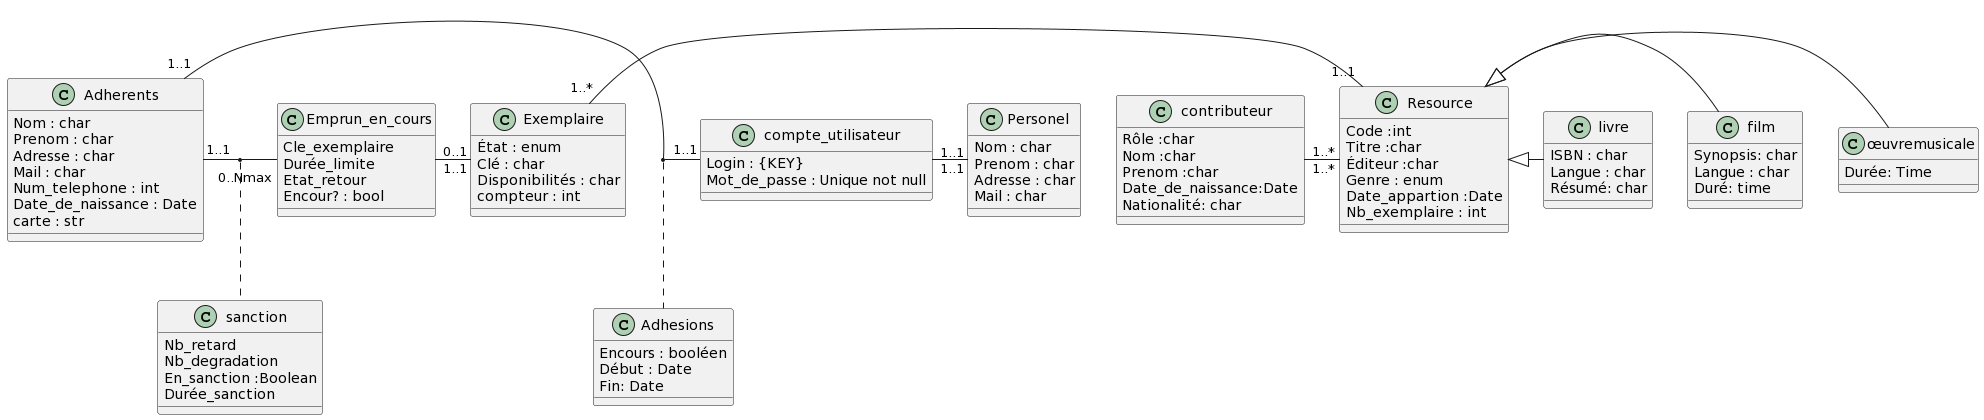 1..1
1..*
1..1
C Adherents
Nom : char
Prenom : char
Adresse : char
Mail : char
Num_telephone : int
Date_de_naissance : Date
carte : str
1..1
0..Nmax
C Emprun_en_cours
Cle_exemplaire
Durée_limite
Etat_retour
Encour? : bool
0..1
1..1
C Exemplaire
État : enum
Clé : char
Disponibilités : char
compteur : int
1..1
C compte_utilisateur
Login : {KEY}
Mot_de_passe : Unique not null
1..1
1..1
C Personel
Nom : char
Prenom : char
Adresse : char
Mail : char
C contributeur
Rôle :char
Nom :char
Prenom :char
Date_de_naissance:Date
Nationalité: char
1..*
1..*
C Resource
Code :int
Titre :char
Éditeur :char
Genre : enum
Date_appartion :Date
Nb_exemplaire : int
C livre
ISBN : char
Langue : char
Résumé: char
C film
Synopsis: char
Langue : char
Duré: time
C œuvremusicale
Durée: Time
C sanction
Nb_retard
Nb_degradation
En_sanction :Boolean
Durée_sanction
C Adhesions
Encours : booléen
Début : Date
Fin: Date